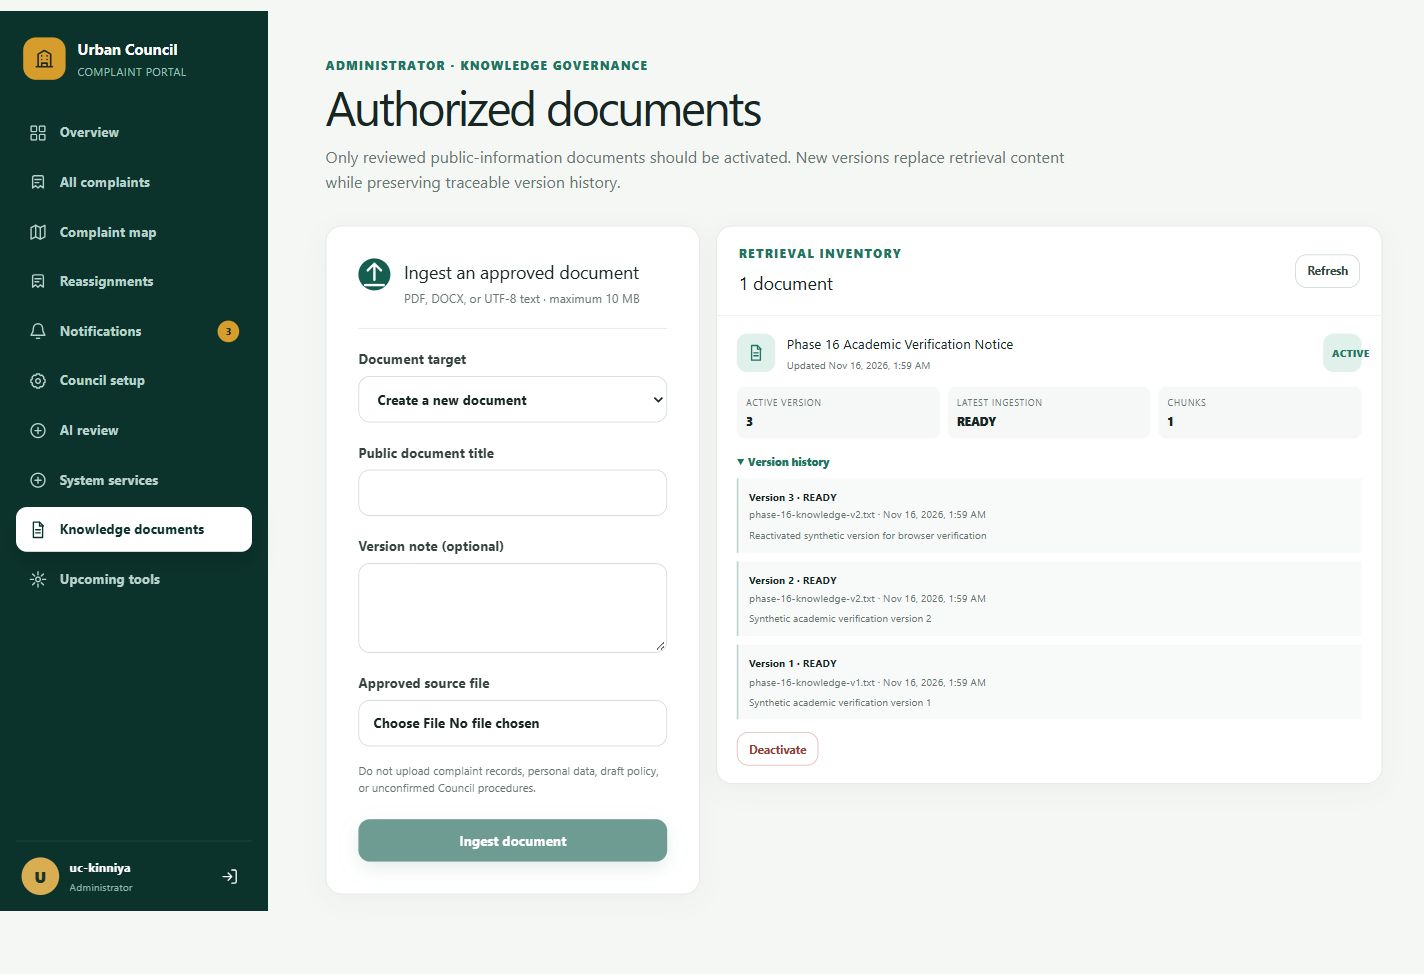 Urban Council
COMPLAINT PORTAL
Overview
All complaints
Complaint map
Reassignments
Notifications 3
Council setup
AI review
System services
Knowledge documents
Upcoming tools
U
uc-kinniya
Administrator
ADMINISTRATOR · KNOWLEDGE GOVERNANCE
Authorized documents
Only reviewed public-information documents should be activated. New versions replace retrieval content
while preserving traceable version history.
Ingest an approved document
PDF, DOCX, or UTF-8 text · maximum 10 MB
Document target
Create a new document
Public document title
Version note (optional)
Approved source file
Choose File No file chosen
Do not upload complaint records, personal data, draft policy,
or unconfirmed Council procedures.
Ingest document
RETRIEVAL INVENTORY
1 document
Refresh
Phase 16 Academic Verification Notice
Updated Nov 16, 2026, 1:59 AM
ACTIVE
ACTIVE VERSION
3
LATEST INGESTION
READY
CHUNKS
1
▼ Version history
Version 3 · READY
phase-16-knowledge-v2.txt · Nov 16, 2026, 1:59 AM
Reactivated synthetic version for browser verification
Version 2 · READY
phase-16-knowledge-v2.txt · Nov 16, 2026, 1:59 AM
Synthetic academic verification version 2
Version 1 · READY
phase-16-knowledge-v1.txt · Nov 16, 2026, 1:59 AM
Synthetic academic verification version 1
Deactivate